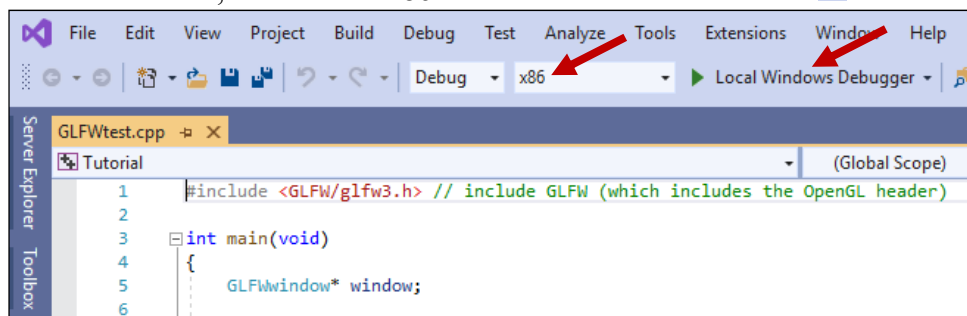 File Edit View Project Build Debug Test Analyze Tools Extensions Window Help
Debug x86 Local Windows Debugger
Server Explorer
Toolbox
GLFWtest.cpp
Tutorial (Global Scope)
1 #include <GLFW/glfw3.h> // include GLFW (which includes the OpenGL header)
2
3 int main(void)
4 {
5 GLFWwindow* window;
6